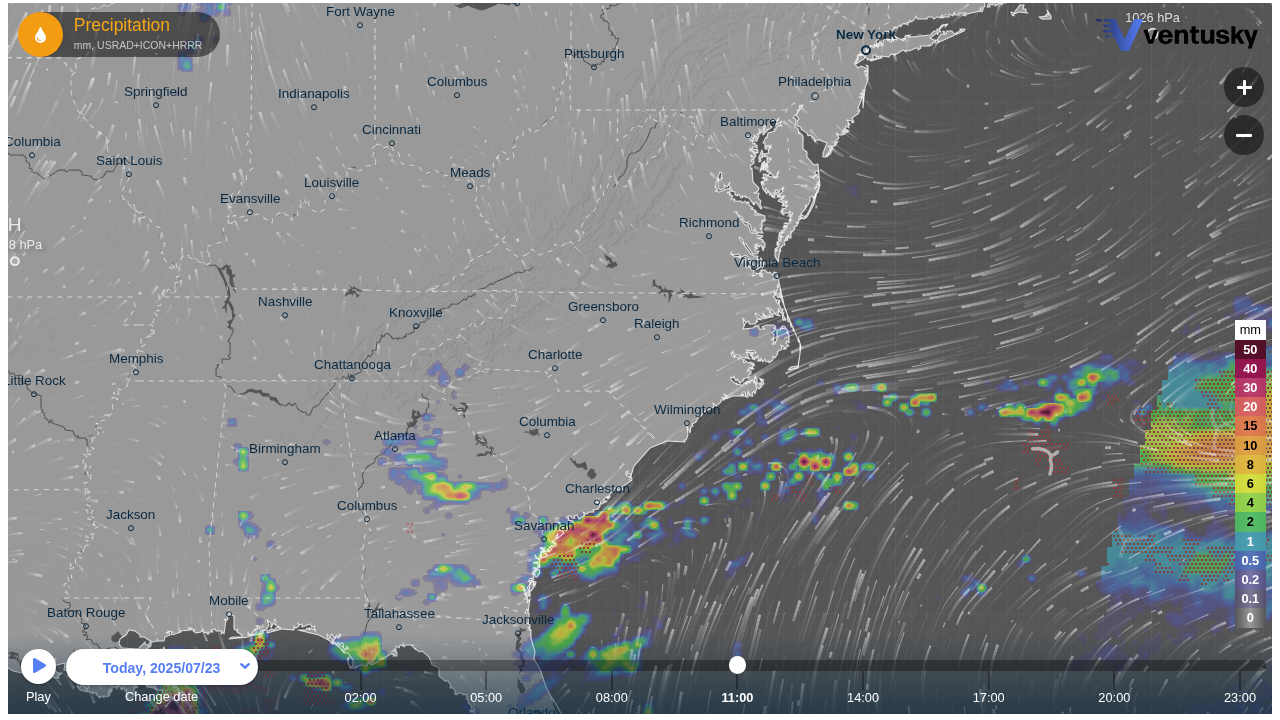 Precipitation
mm, USRAD+ICON+HRRR
Fort Wayne
1026 hPa
ventusky
New York
Pittsburgh
Columbus
Philadelphia
Springfield
Indianapolis
Baltimore
Cincinnati
Columbia
Saint Louis
Meads
Louisville
Evansville
Richmond
H
8 hPa
Virginia Beach
Nashville
Knoxville
Greensboro
Raleigh
mm
50
Memphis
Charlotte
Chattanooga
40
Little Rock
30
Wilmington
20
Columbia
15
Atlanta
Birmingham
10
8
Charleston
6
Columbus
4
Jackson
Savannah
2
1
0.5
0.2
Mobile
0.1
Baton Rouge
Tallahassee
Jacksonville
0
Today, 2025/07/23
Play
Change date
02:00
05:00
08:00
11:00
14:00
17:00
20:00
23:00
Orlando